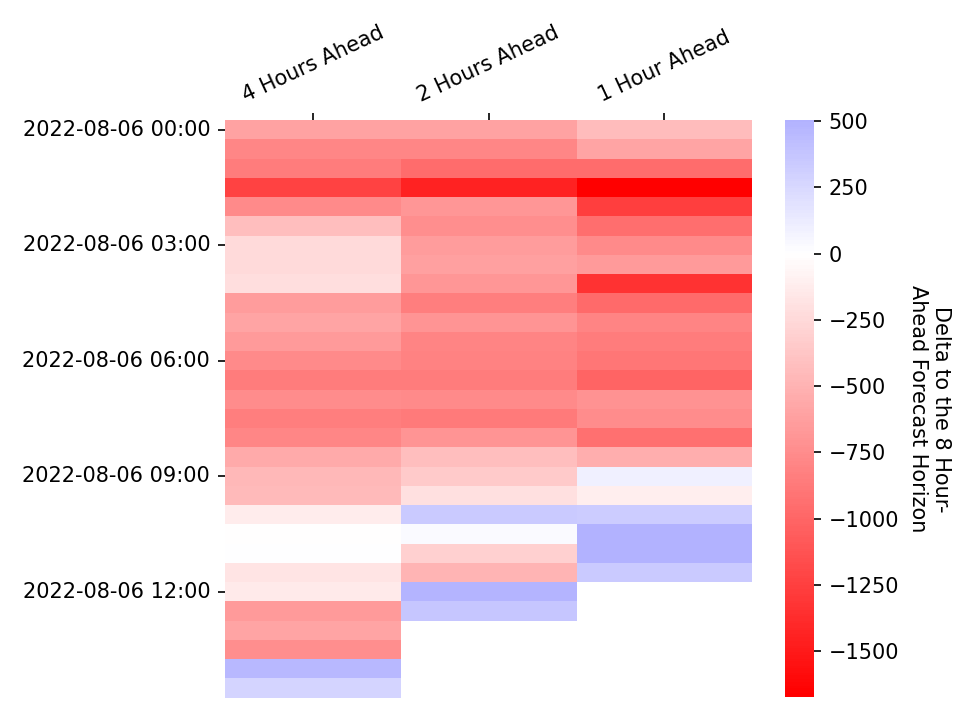 4 Hours Ahead
2 Hours Ahead
1 Hour Ahead
2022-08-06 00:00
2022-08-06 03:00
2022-08-06 06:00
2022-08-06 09:00
2022-08-06 12:00
500
250
0
−250
−500
−750
−1000
−1250
−1500
Delta to the 8 Hour-
Ahead Forecast Horizon